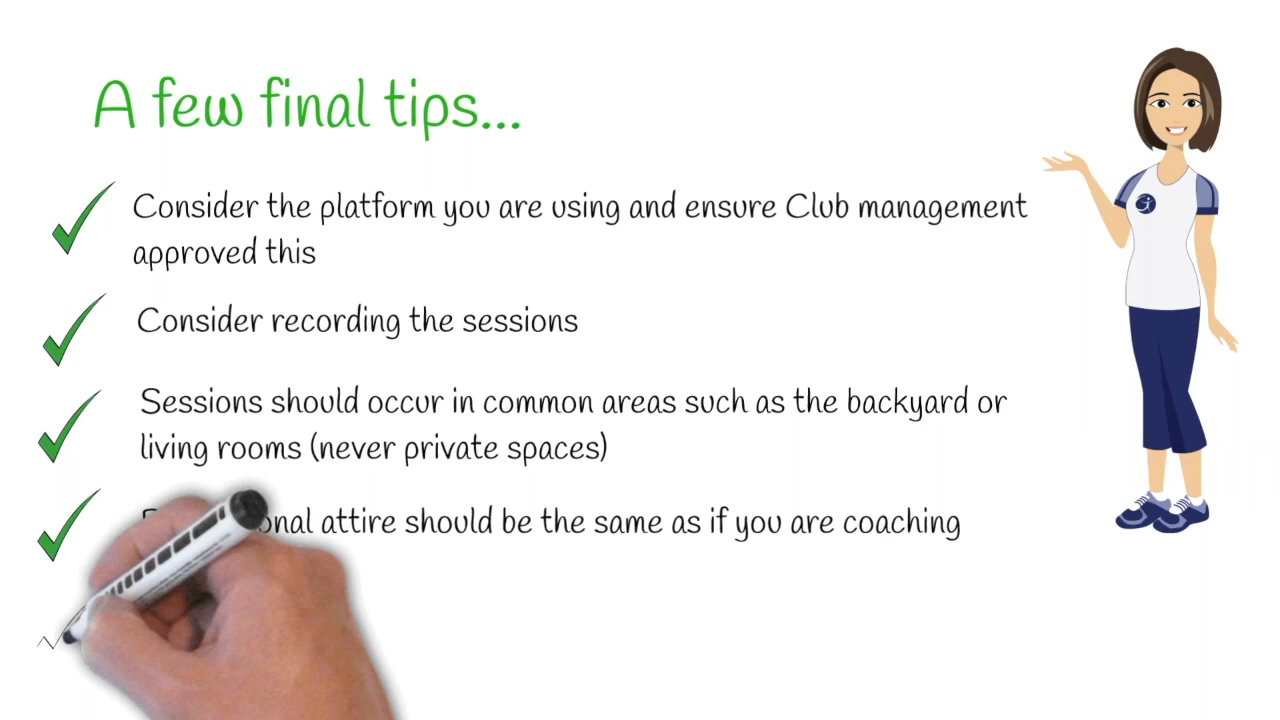 A few final tips...
Consider the platform you are using and ensure Club management
approved this
Consider recording the sessions
Sessions should occur in common areas such as the backyard or
living rooms (never private spaces)
attire should be the same as if you are coaching